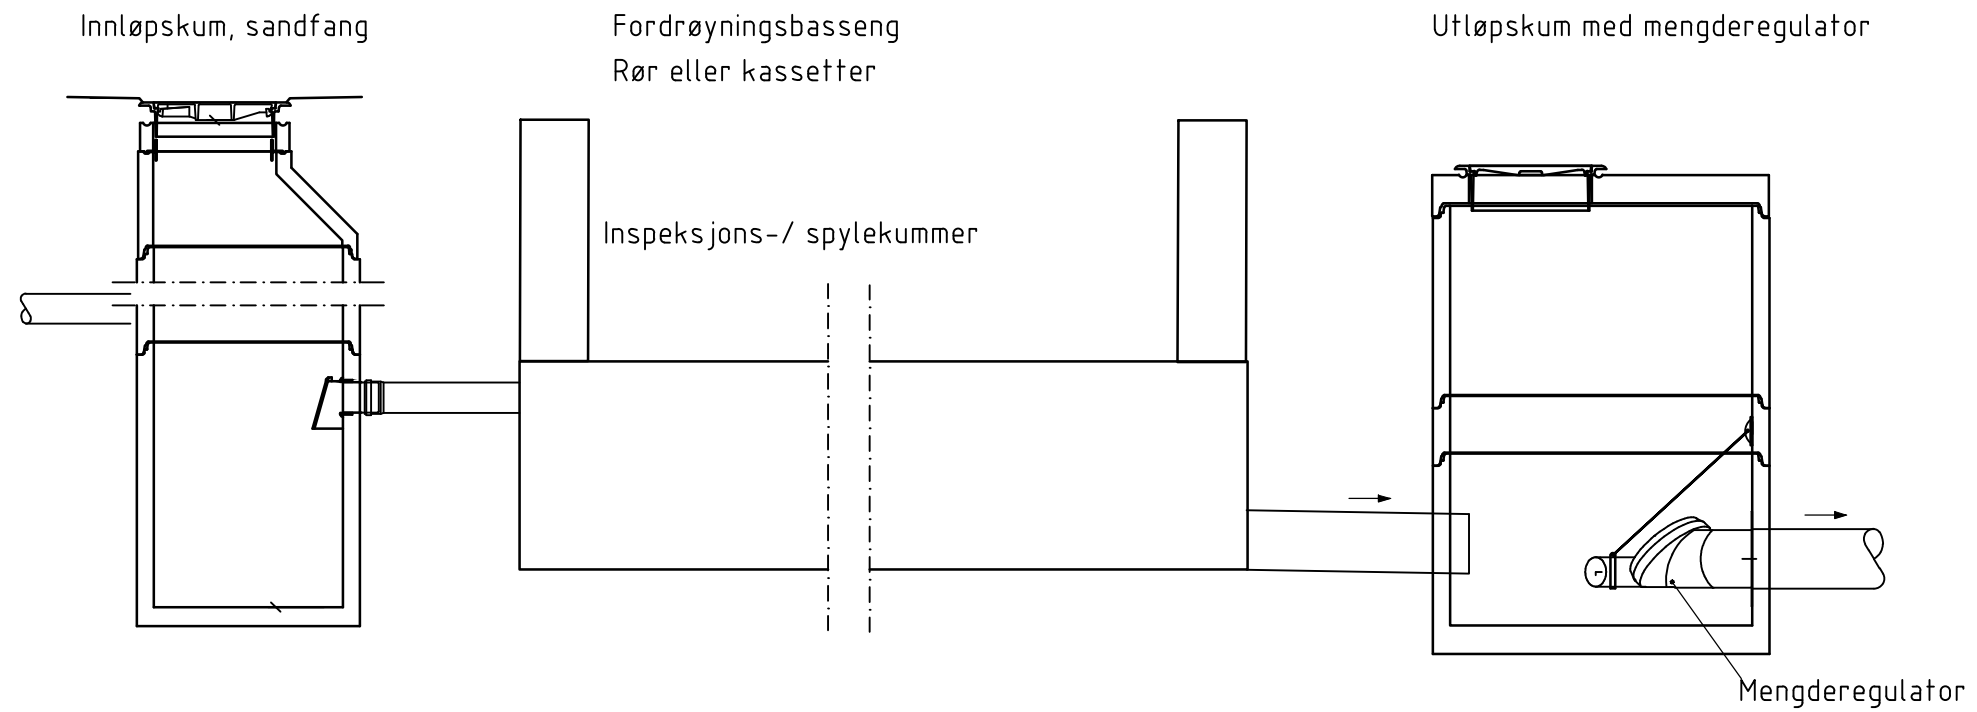 Innløpskum, sandfang
Fordrøyningsbasseng
Rør eller kassetter
Utløpskum med mengderegulator
Inspeksjons-/ spylekummer
Mengderegulator